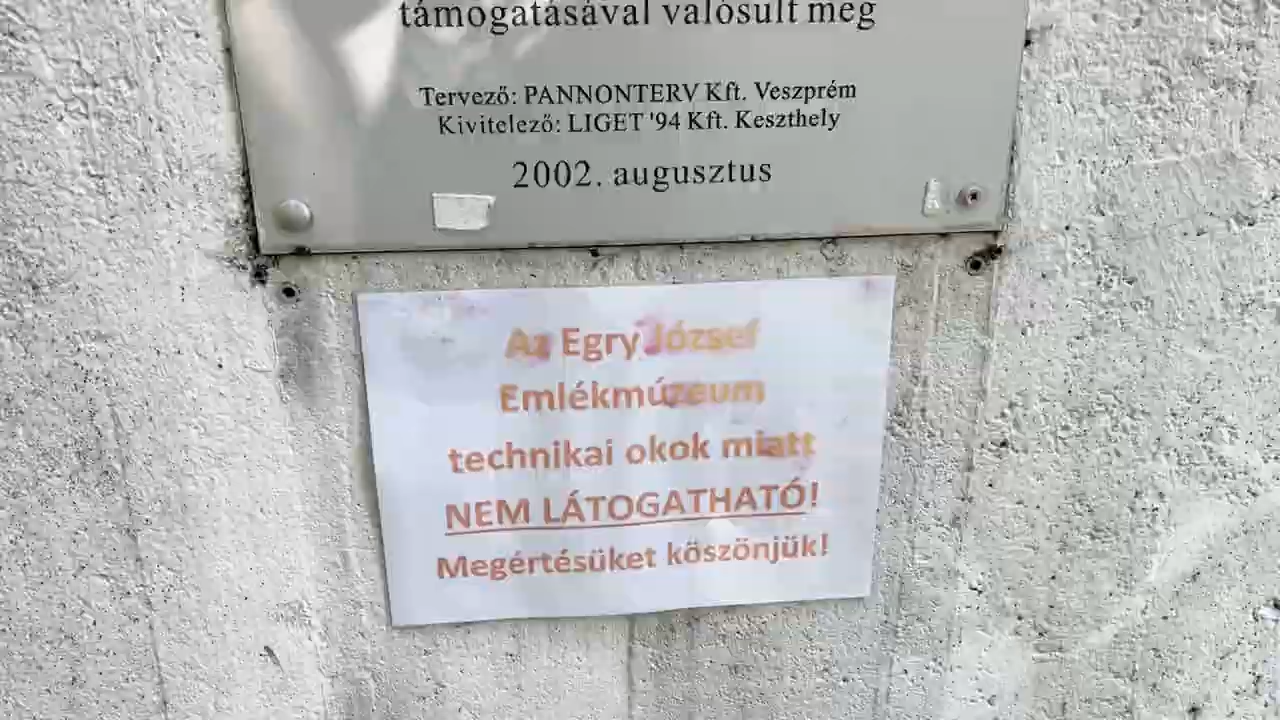 támogatásával valósult meg
Tervező: PANNONTERV Kft. Veszprém
Kivitelező: LIGET '94 Kft. Keszthely
2002. augusztus
Az Egry József
Emlékmúzeum
technikai okok miatt
NEM LÁTOGATHATÓ!
Megértésüket köszönjük!